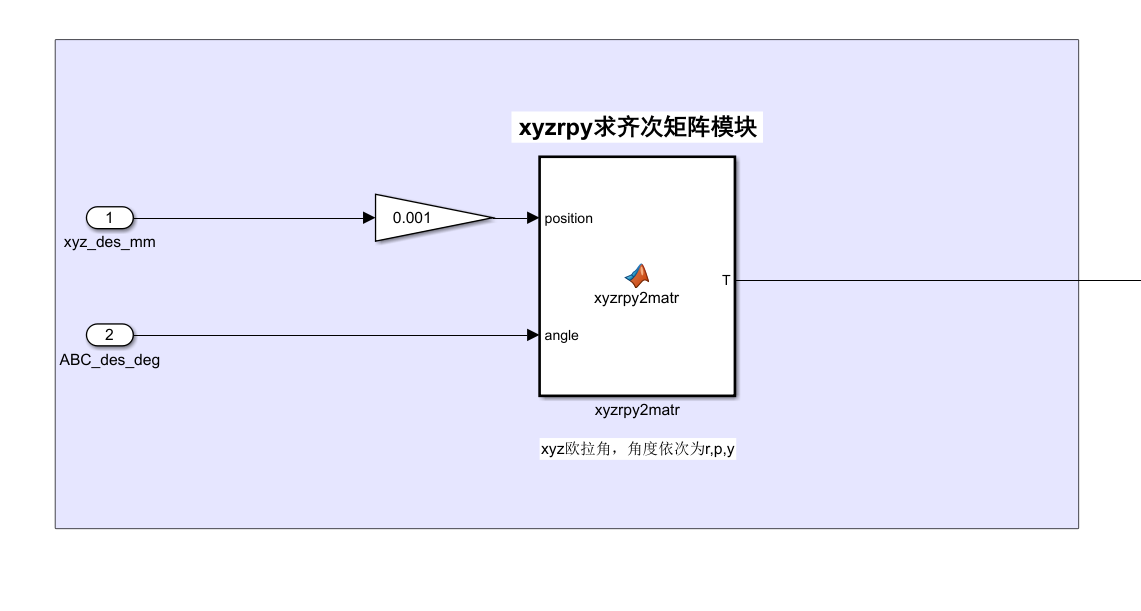 xyzrpy求齐次矩阵模块
1
xyz_des_mm
0.001
position
xyzrpy2matr
T
2
ABC_des_deg
angle
xyzrpy2matr
xyz欧拉角，角度依次为r,p,y